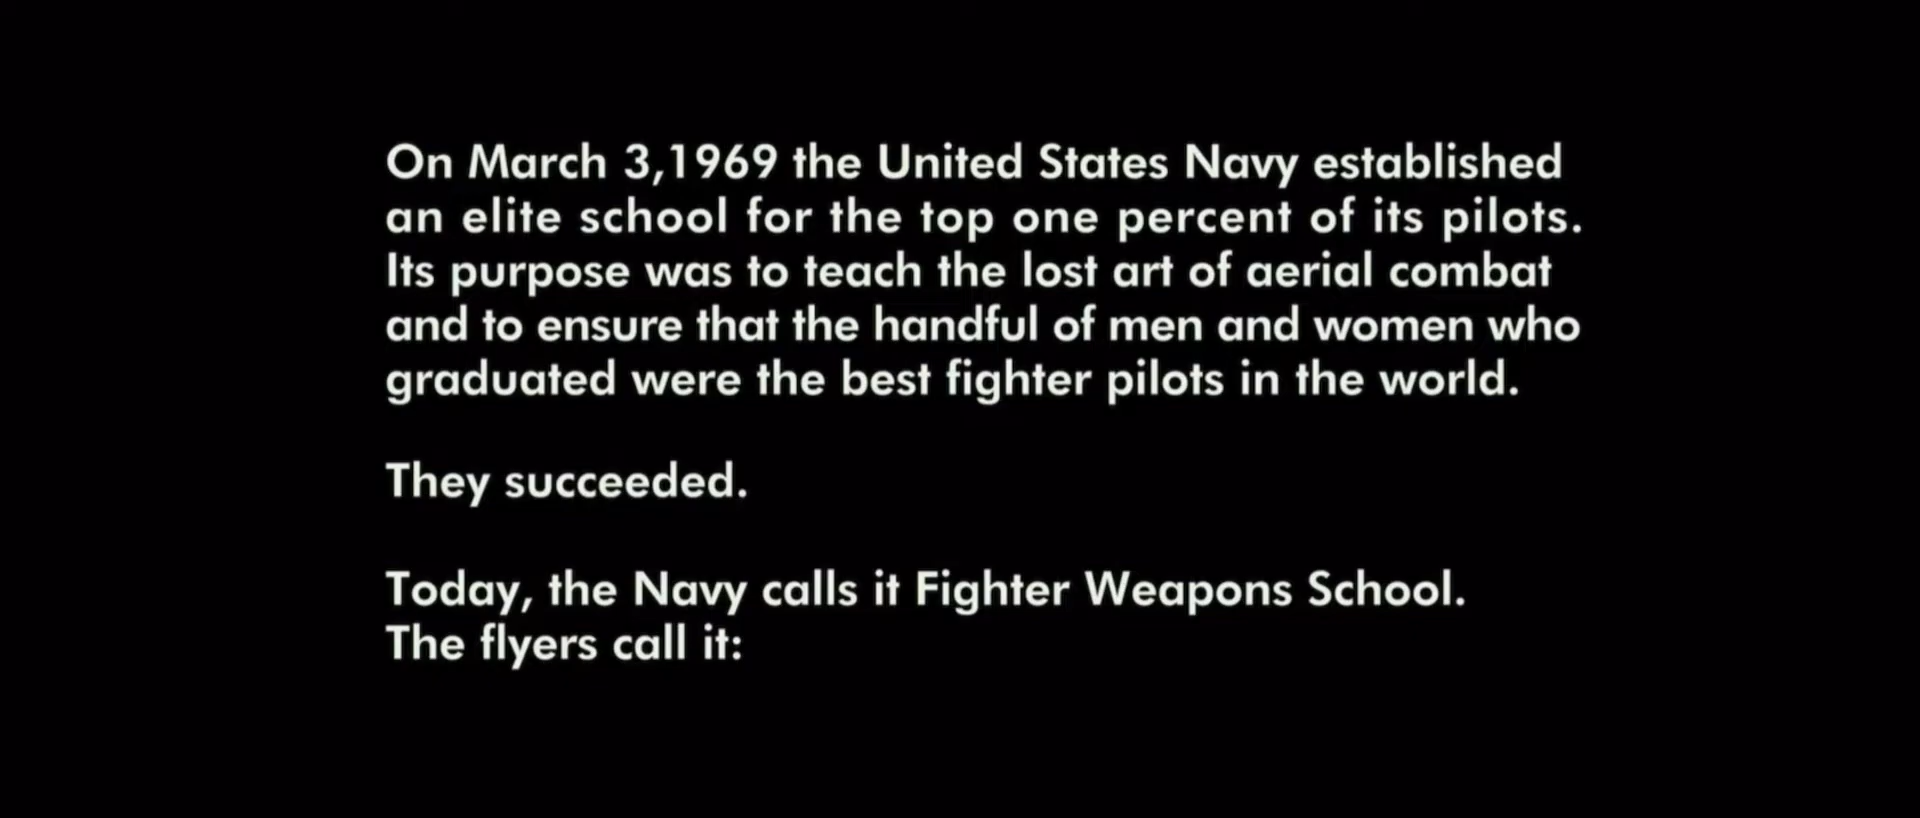 On March 3,1969 the United States Navy established
an elite school for the top one percent of its pilots.
Its purpose was to teach the lost art of aerial combat
and to ensure that the handful of men and women who
graduated were the best fighter pilots in the world.
They succeeded.
Today, the Navy calls it Fighter Weapons School.
The flyers call it: